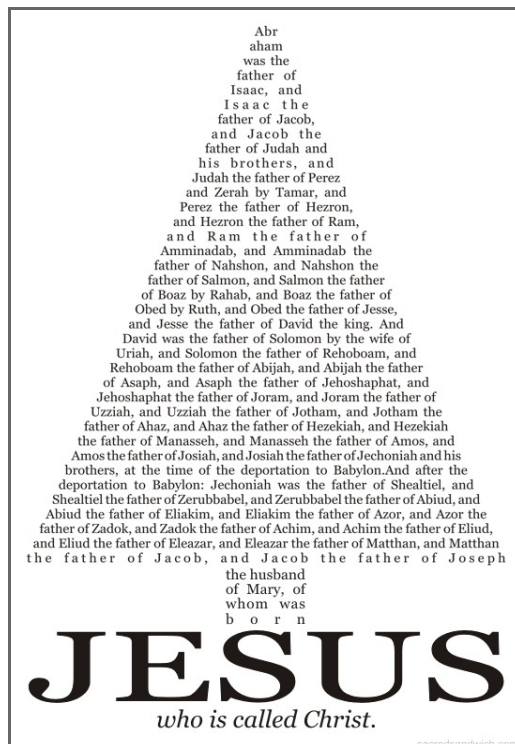 Abr
aham
was the
father of
Isaac, and
Isaac the
father of Jacob,
and Jacob the
father of Judah and
his brothers, and
Judah the father of Perez
and Zerah by Tamar, and
Perez the father of Hezron,
and Hezron the father of Ram,
and Ram the father of
Amminadab, and Amminadab the
father of Nahshon, and Nahshon the
father of Salmon, and Salmon the father
of Boaz by Rahab, and Boaz the father of
Obed by Ruth, and Obed the father of Jesse,
and Jesse the father of David the king. And
David was the father of Solomon by the wife of
Uriah, and Solomon the father of Rehoboam, and
Rehoboam the father of Abijah, and Abijah the father
of Asaph, and Asaph the father of Jehoshaphat, and
Jehoshaphat the father of Joram, and Joram the father of
Uzziah, and Uzziah the father of Jotham, and Jotham the
father of Ahaz, and Ahaz the father of Hezekiah, and Hezekiah
the father of Manasseh, and Manasseh the father of Amos, and
Amos the father of Josiah, and Josiah the father of Jechoniah and his
brothers, at the time of the deportation to Babylon.And after the
deportation to Babylon: Jechoniah was the father of Shealtiel, and
Shealtiel the father of Zerubbabel, and Zerubbabel the father of Abiud, and
Abiud the father of Eliakim, and Eliakim the father of Azor, and Azor the
father of Zadok, and Zadok the father of Achim, and Achim the father of Eliud,
and Eliud the father of Eleazar, and Eleazar the father of Matthan, and Matthan
the father of Jacob, and Jacob the father of Joseph
the husband
of Mary, of
whom was
born
JESUS
who is called Christ.